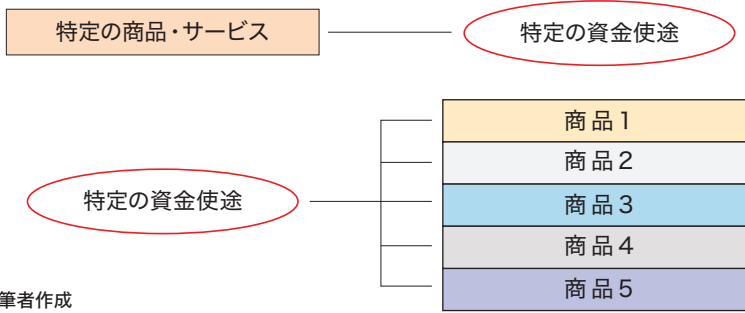 特定の商品・サービス
特定の資金使途
商品1
商品2
特定の資金使途
商品3
商品4
商品5
筆者作成